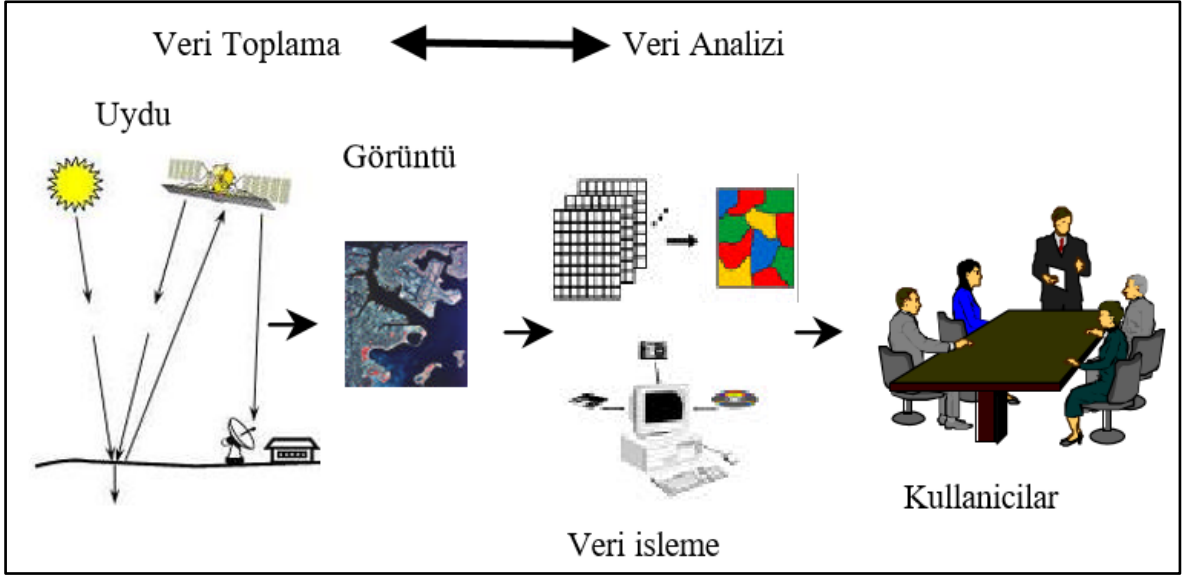 Veri Toplama
Veri Analizi
Uydu
Görüntü
Veri isleme
Kullanicilar